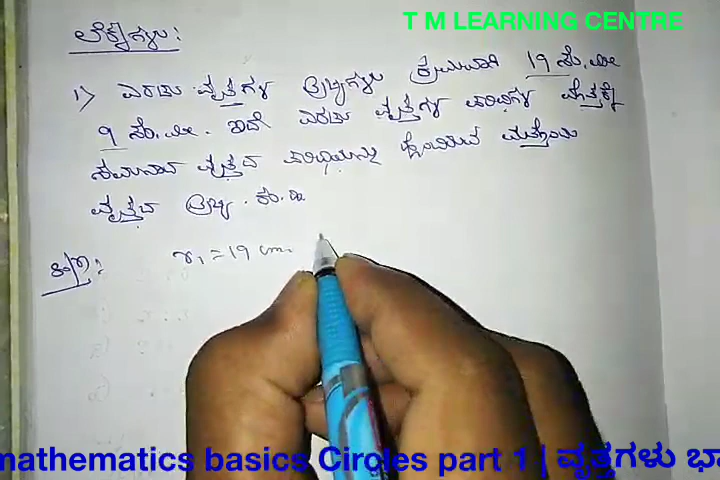 T M LEARNING CENTRE
ಲೆಕ್ಕಗಳು:
1) ಎರಡು ವೃತ್ತಗಳ ತ್ರಿಜ್ಯಗಳು ಕ್ರಮವಾಗಿ 19 ಸೆಂ.ಮೀ
9 ಸೆಂ.ಮೀ. ಇದೆ ಎರಡು ವೃತ್ತಗಳ ಪರಿಧಿಗಳ ಮೊತ್ತಕ್ಕೆ
ಸಮನಾದ ವೃತ್ತದ ಪರಿಧಿಯನ್ನು ಹೊಂದಿರುವ ಮತ್ತೊಂದು
ವೃತ್ತದ ತ್ರಿಜ್ಯ. ಕಂ.ಹಿ.
r₁ = 19 cm.
mathematics basics Circles part 1 | ವೃತ್ತಗಳು ಭಾ